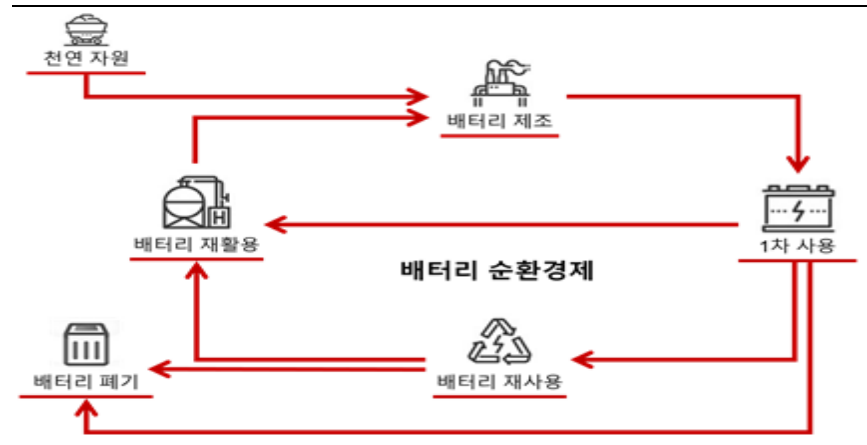 천연 자원
배터리 제조
H
배터리 재활용
1차 사용
배터리 순환경제
배터리 폐기
배터리 재사용